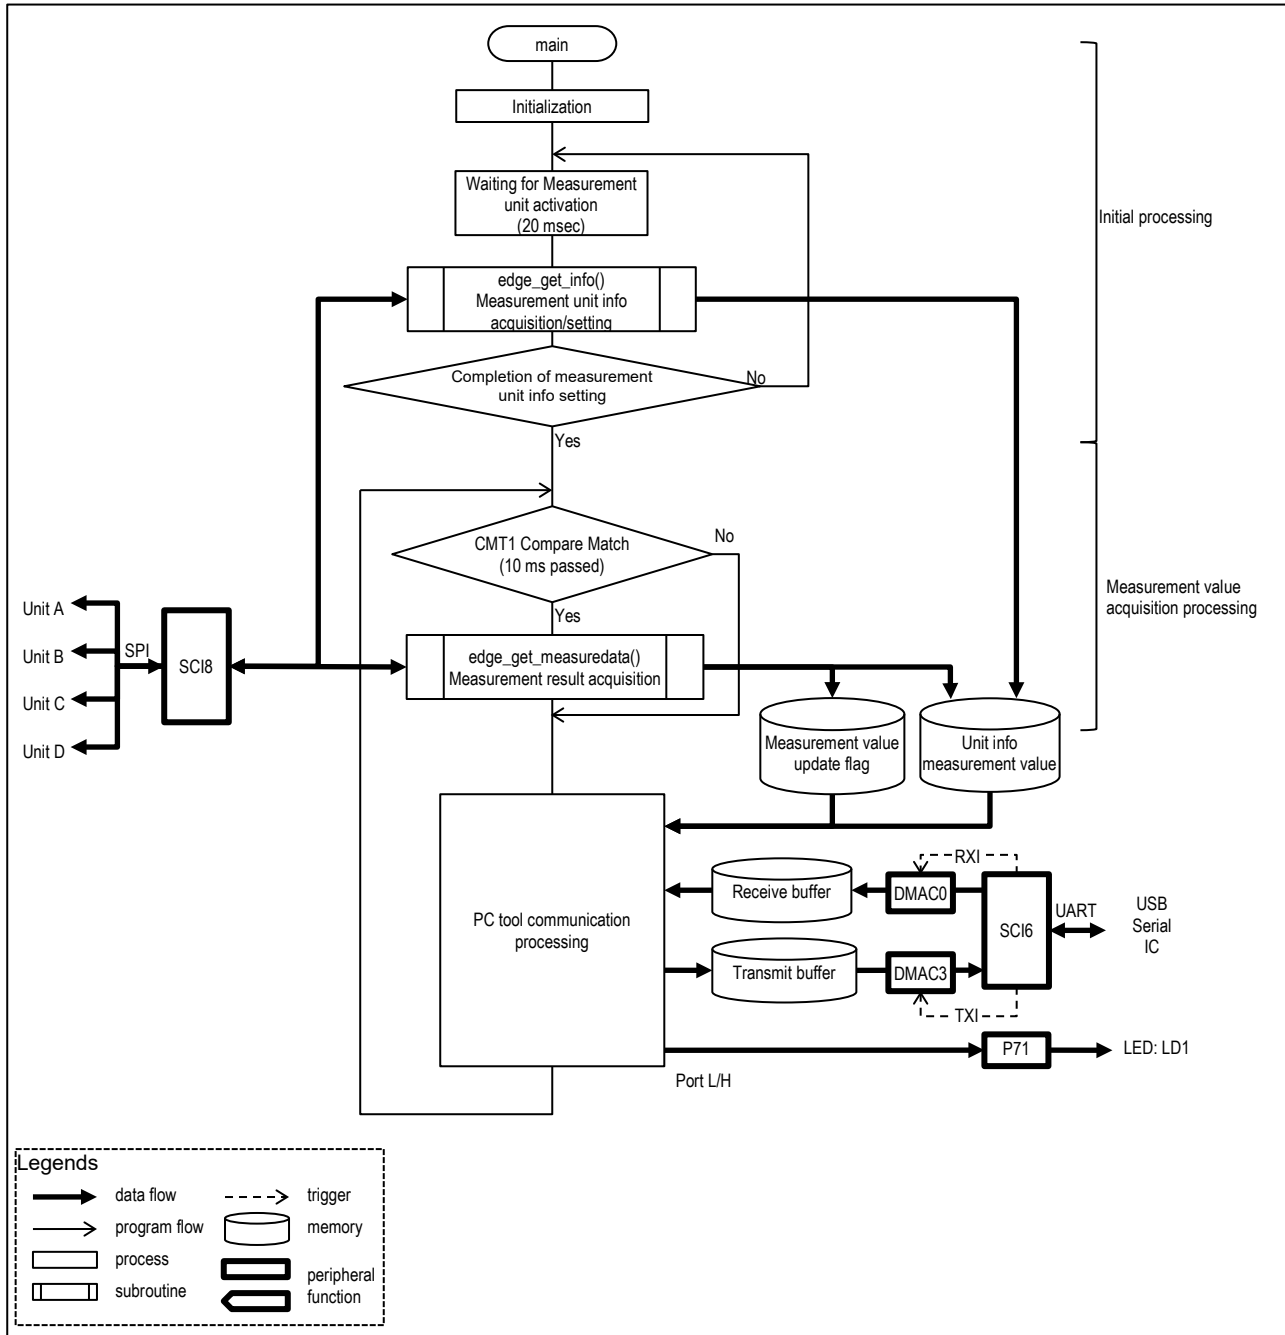 main
Initialization
Waiting for Measurement
unit activation
(20 msec)
Initial processing
edge_get_info()
Measurement unit info
acquisition/setting
Completion of measurement
unit info setting
No
Yes
CMT1 Compare Match
(10 ms passed)
No
Yes
Measurement value
acquisition processing
Unit A
Unit B
Unit C
Unit D
SPI
SCI8
edge_get_measuredata()
Measurement result acquisition
Measurement value
update flag
Unit info
measurement value
PC tool communication
processing
Receive buffer
DMAC0
RXI
SCI6
UART
USB
Serial
IC
Transmit buffer
DMAC3
TXI
P71
LED: LD1
Port L/H
Legends
data flow
program flow
process
subroutine
trigger
memory
peripheral
function